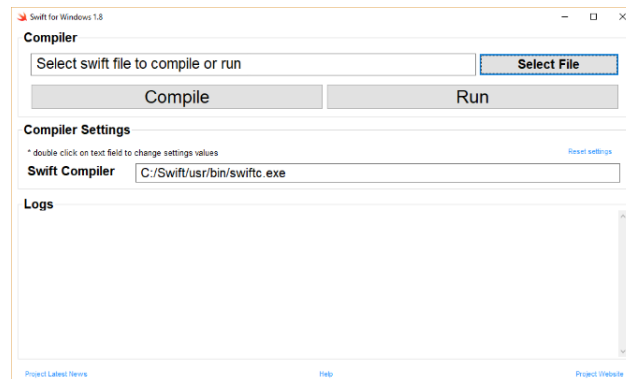 Swift for Windows 1.8
Compiler
Select swift file to compile or run Select File
Compile Run
Compiler Settings
* double click on text field to change settings values Reset settings
Swift Compiler C:/Swift/usr/bin/swiftc.exe
Logs
Project Latest News Help Project Website